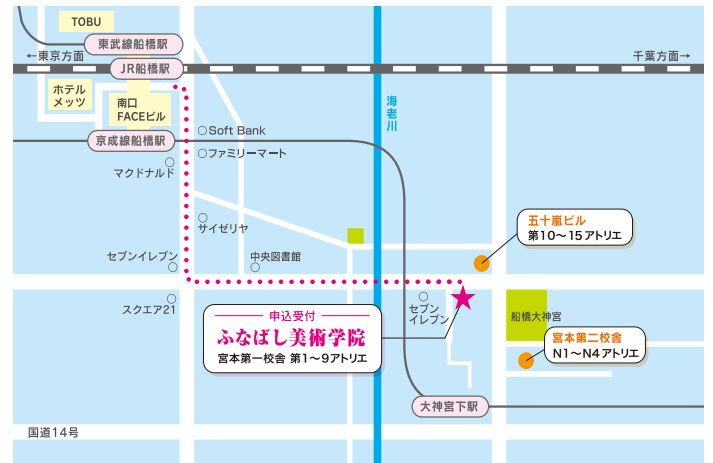 TOBU
東武線船橋駅
←東京方面
千葉方面→
JR船橋駅
ホテル
メッツ
南口
FACEビル
海老川
京成線船橋駅
Soft Bank
ファミリーマート
マクドナルド
サイゼリヤ
五十嵐ビル
第10〜15アトリエ
セブンイレブン
中央図書館
スクエア21
セブン
イレブン
船橋大神宮
申込受付
ふなばし美術学院
宮本第一校舎 第1〜9アトリエ
宮本第二校舎
N1〜N4アトリエ
大神宮下駅
国道14号